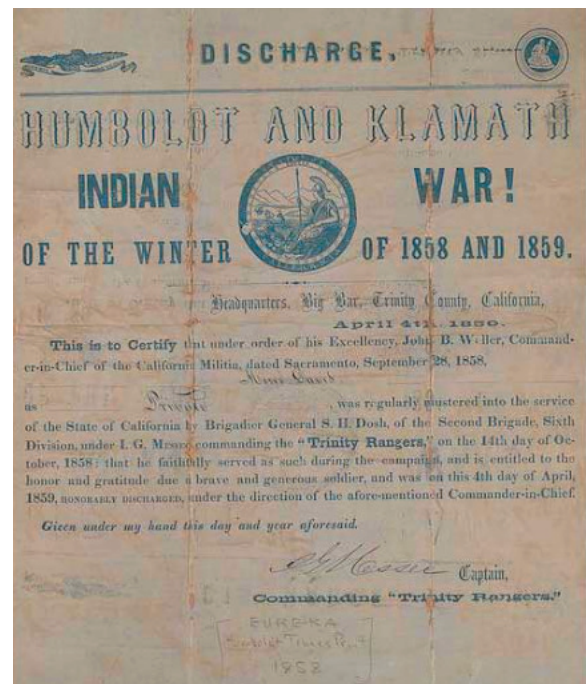 DISCHARGE,
HUMBOLDT AND KLAMATH
INDIAN WAR!
OF THE WINTER OF 1858 AND 1859.
Headquarters, Big Bar, Trinity County, California,
April 4th, 1859.
This is to Certify that under order of his Excellency, John B. Weller, Command-
er-in-Chief of the California Militia, dated Sacramento, September 28, 1858,
as Private, was regularly mustered into the service
of the State of California by Brigadier General S. H. Dosh, of the Second Brigade, Sixth
Division, under I. G. Messec commanding the "Trinity Rangers," on the 14th day of Oc-
tober, 1858; that he faithfully served as such during the campaign, and is entitled to the
honor and gratitude due a brave and generous soldier, and was on this 4th day of April,
1859, HONORABLY DISCHARGED, under the direction of the afore-mentioned Commander-in-Chief.
Given under my hand this day and year aforesaid.
Messec Captain,
Commanding "Trinity Rangers."
EUREKA
Times
1858